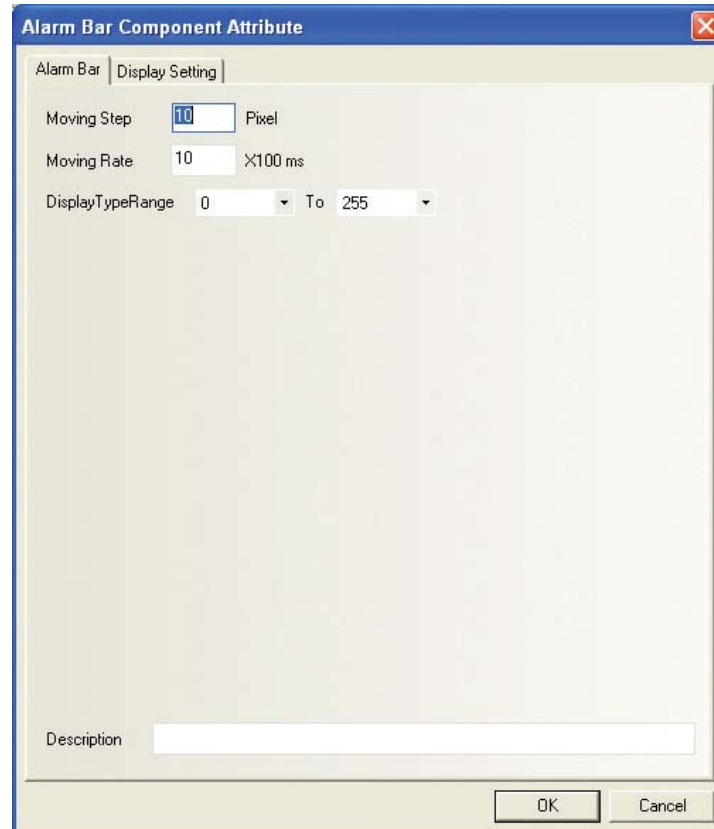 Alarm Bar Component Attribute
Alarm Bar Display Setting
Moving Step 10 Pixel
Moving Rate 10 X100 ms
DisplayTypeRange 0 To 255
Description
OK Cancel